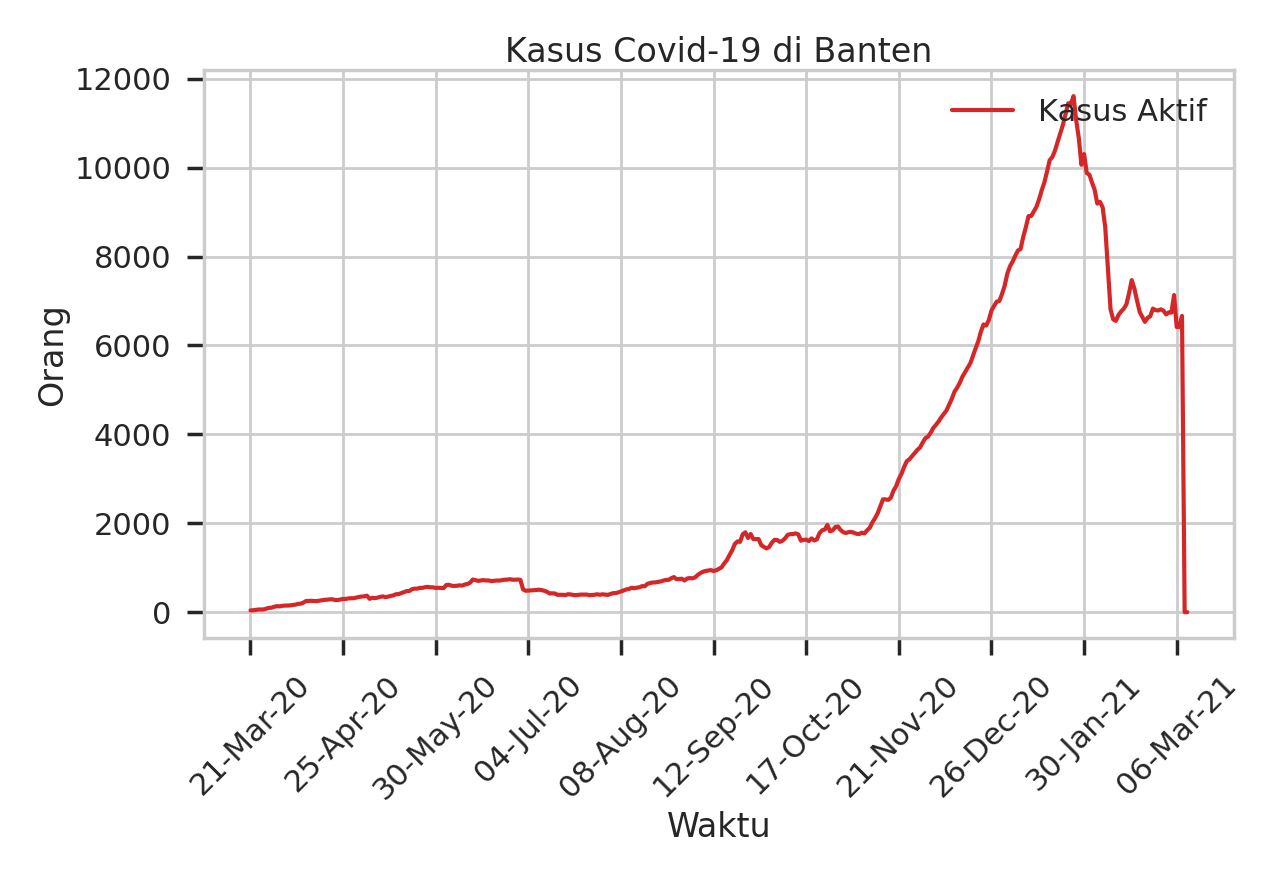 Kasus Covid-19 di Banten
12000
10000
8000
6000
4000
2000
0
Orang
Kasus Aktif
21-Mar-20
25-Apr-20
30-May-20
04-Jul-20
08-Aug-20
12-Sep-20
17-Oct-20
21-Nov-20
26-Dec-20
30-Jan-21
06-Mar-21
Waktu